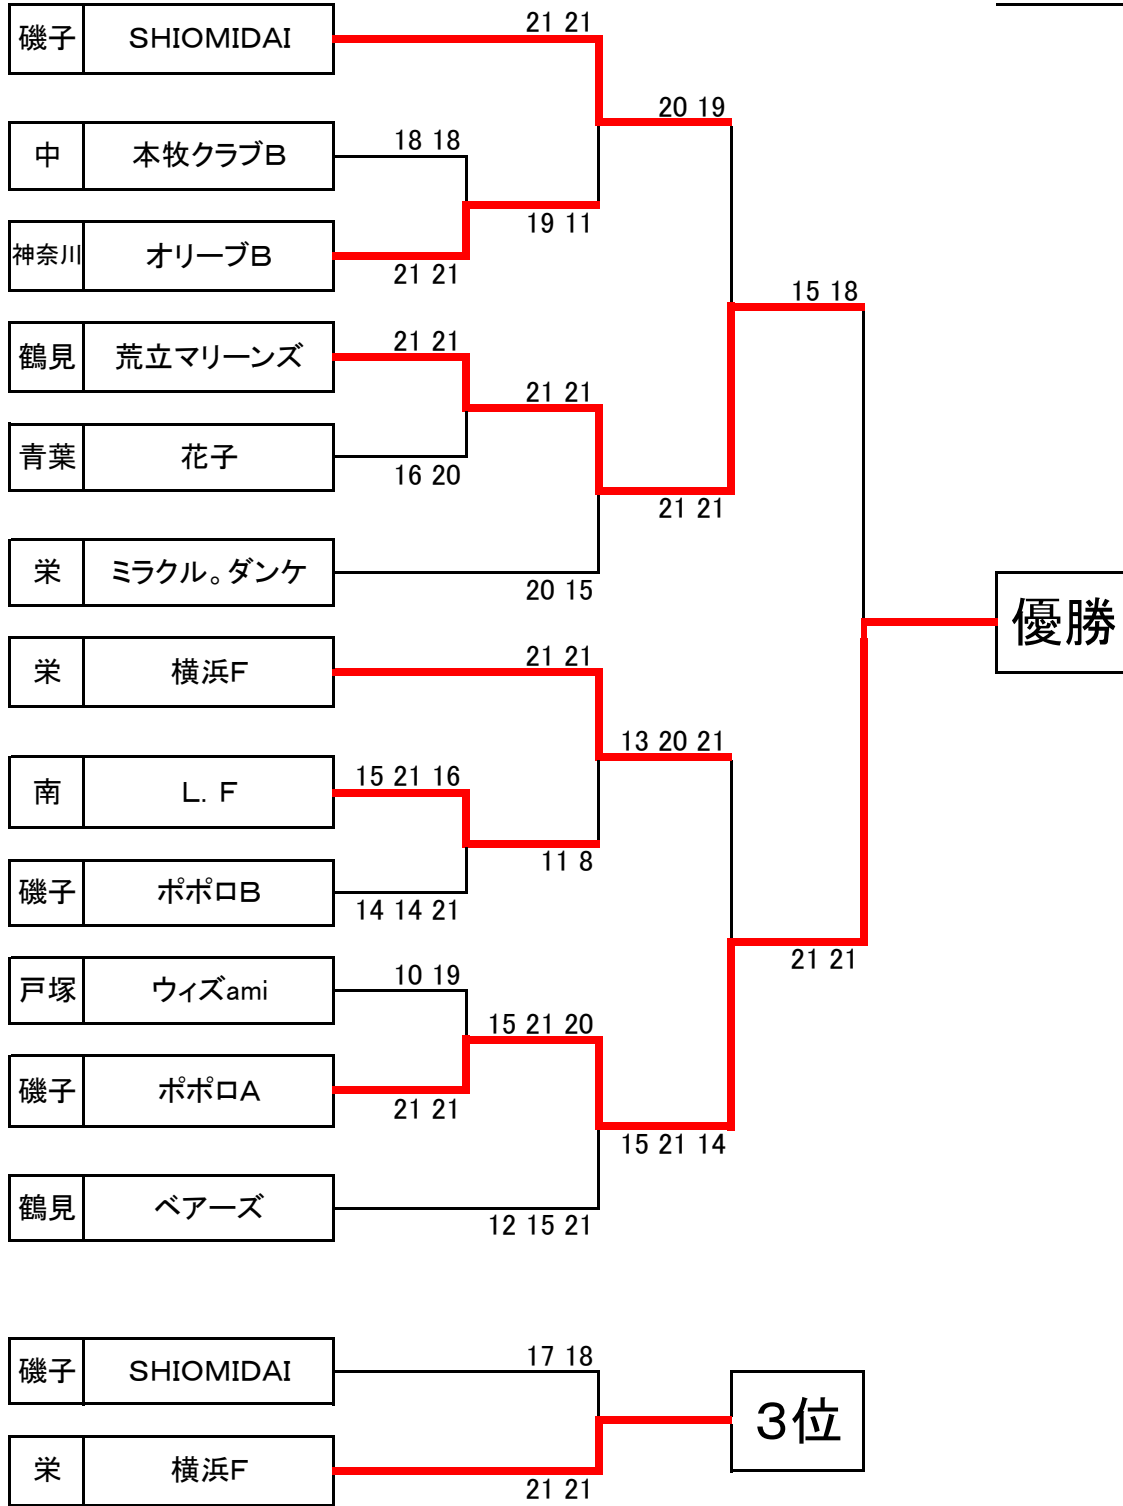 21 21
磯子 SHIOMIDAI
20 19
18 18
中 本牧クラブB
19 11
神奈川 オリーブB
21 21
15 18
21 21
鶴見 荒立マリーンズ
21 21
青葉 花子
16 20
21 21
栄 ミラクル。ダンケ
20 15
優勝
21 21
栄 横浜F
13 20 21
15 21 16
南 L. F
11 8
磯子 ポポロB
14 14 21
21 21
10 19
戸塚 ウィズami
15 21 20
磯子 ポポロA
21 21
15 21 14
鶴見 ベアーズ
12 15 21
17 18
磯子 SHIOMIDAI
3位
栄 横浜F
21 21